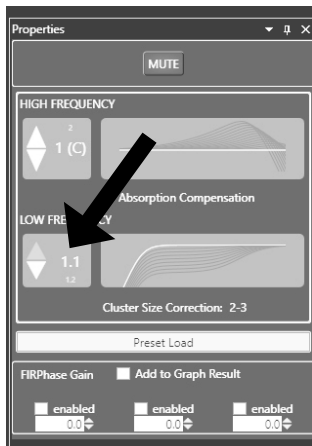 Properties
MUTE
HIGH FREQUENCY
2
1 (C)
Absorption Compensation
LOW CY
1.1
1.2
Cluster Size Correction: 2-3
Preset Load
FIRPhase Gain Add to Graph Result
enabled enabled enabled
0.0 0.0 0.0